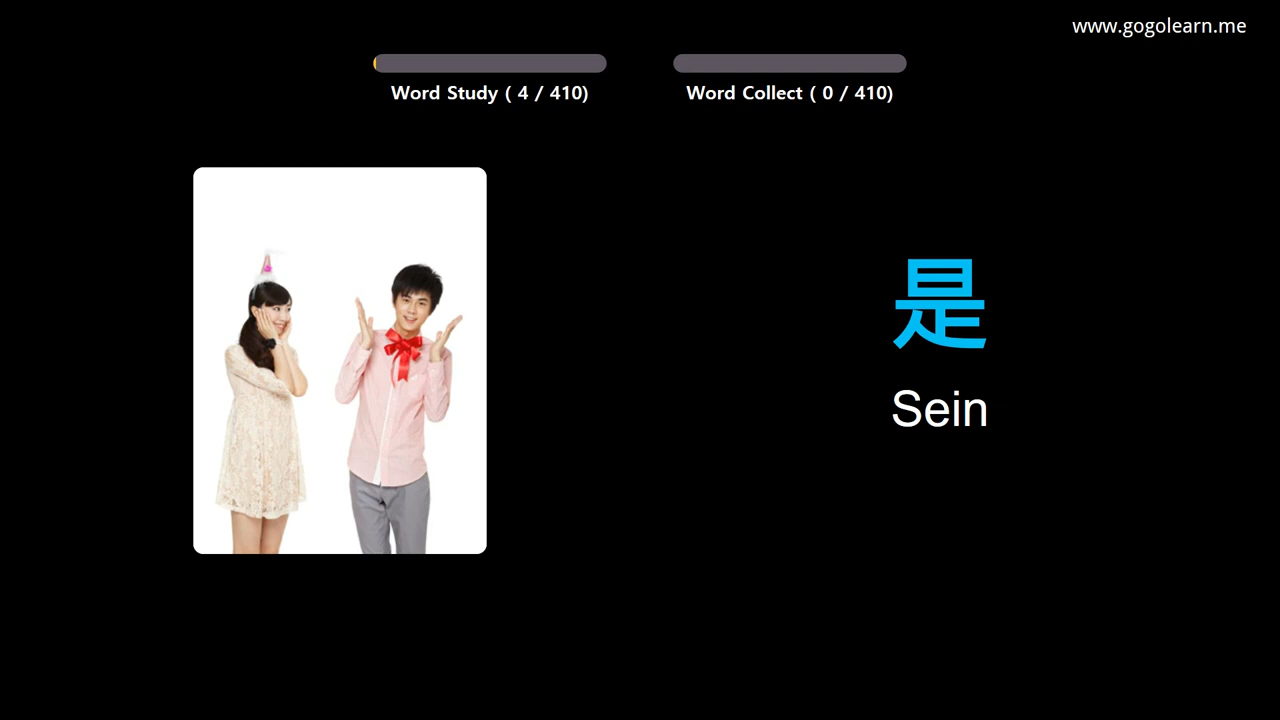 www.gogolearn.me
Word Study ( 4 / 410)
Word Collect ( 0 / 410)
是
Sein